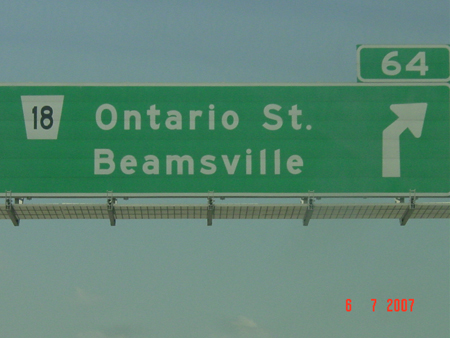 64
18 Ontario St.
Beamsville
6 7 2007